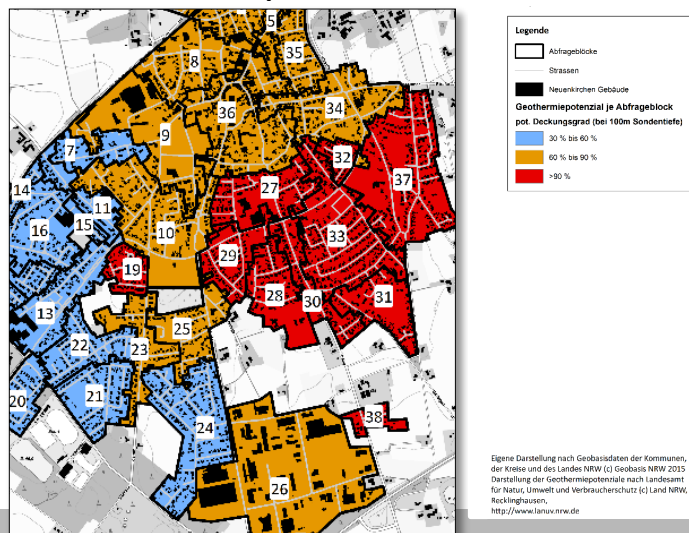 5
35
8
36
34
9
7
32
37
27
14
11
16
15
10
33
29
19
28
30
31
13
25
22
23
21
20
24
38
26
Legende
Abfrageblöcke
Strassen
Neuenkirchen Gebäude
Geothermiepotenzial je Abfrageblock
pot. Deckungsgrad (bei 100m Sondentiefe)
30 % bis 60 %
60 % bis 90 %
>90 %
Eigene Darstellung nach Geobasisdaten der Kommunen,
der Kreise und des Landes NRW (c) Geobasis NRW 2015
Darstellung der Geothermiepotenziale nach Landesamt
für Natur, Umwelt und Verbraucherschutz (c) Land NRW,
Recklinghausen,
http://www.lanuv.nrw.de